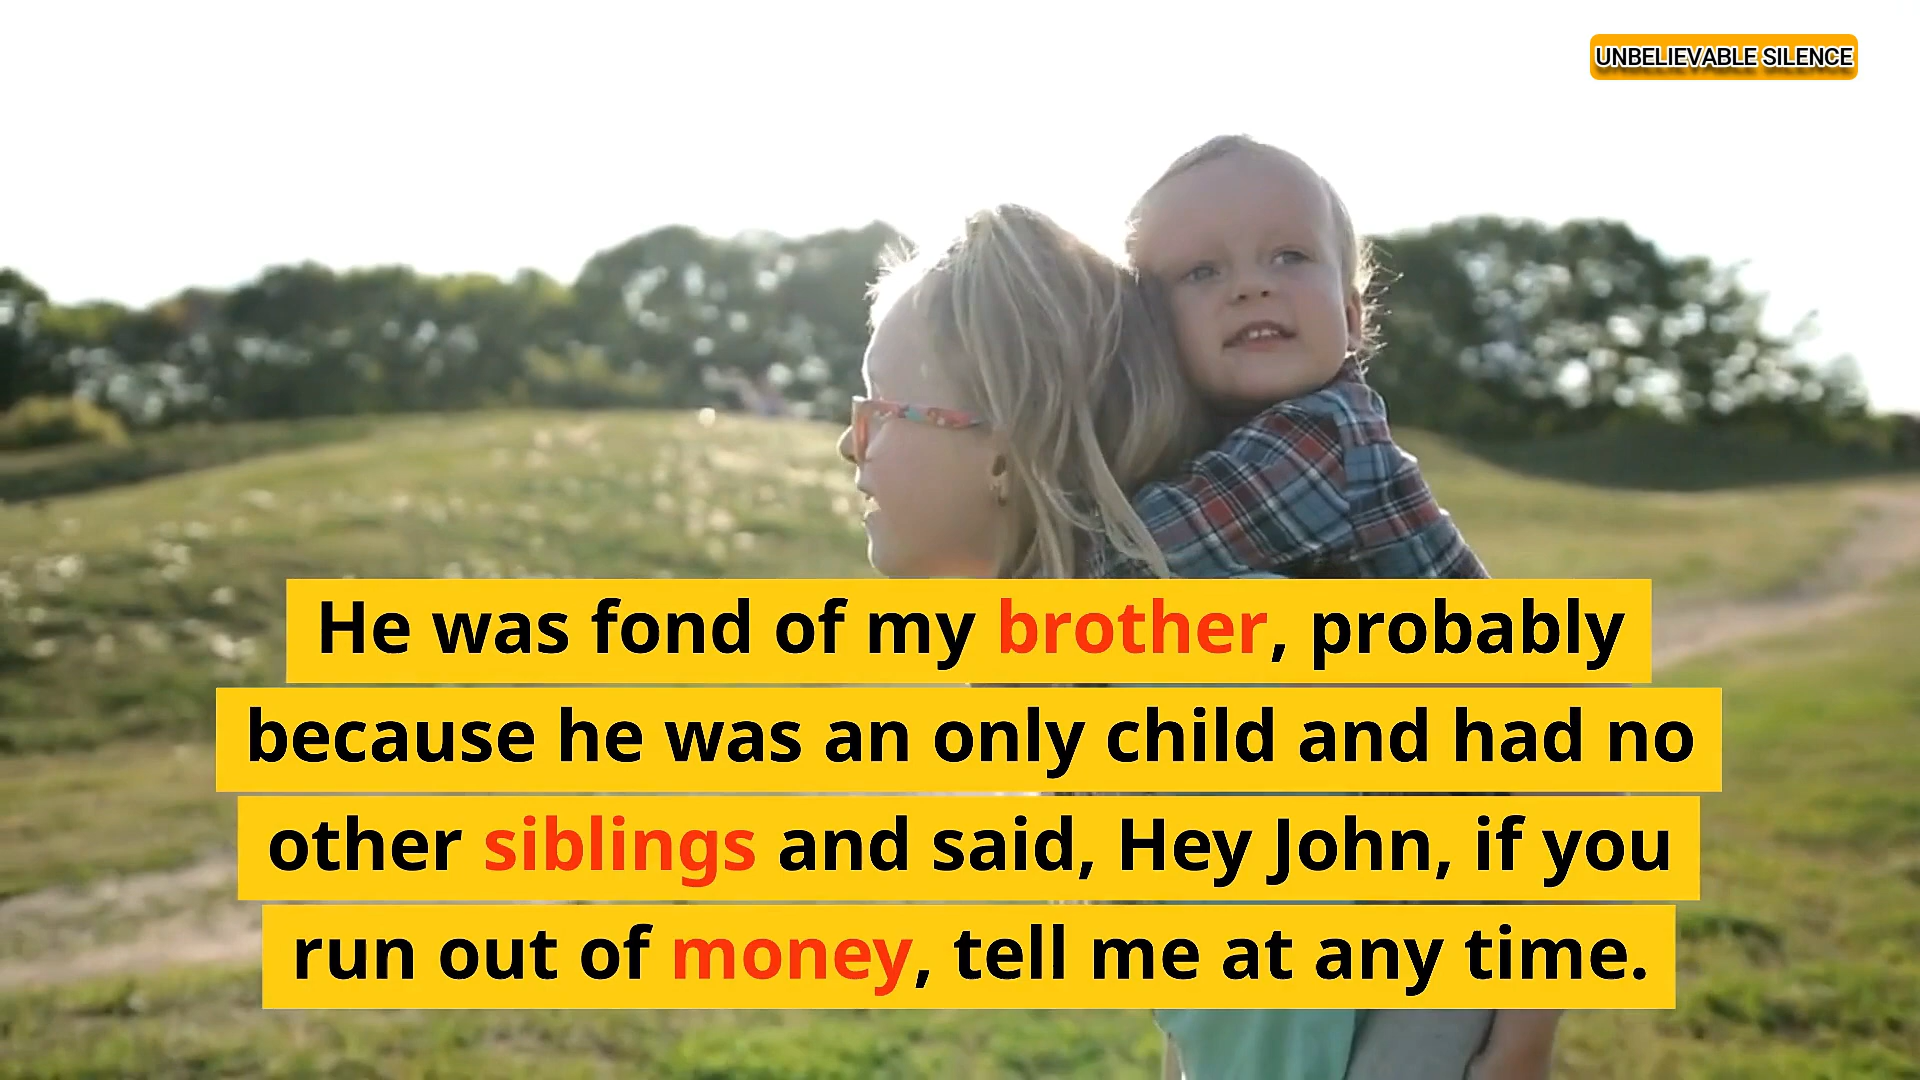 UNBELIEVABLE SILENCE
He was fond of my brother, probably
because he was an only child and had no
other siblings and said, Hey John, if you
run out of money, tell me at any time.